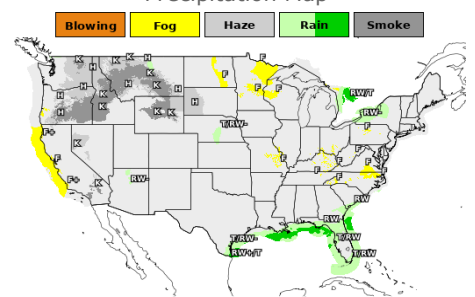 Precipitation Map
Blowing Fog Haze Rain Smoke
K H F
K K H
K H F
H K H F F RW/T
H K H
H K K K RW-
F+ T/RW- F
K F F F
F F F
F+ K RW- F F F
RW
RW-
T/RW- T/RW
RW+/T T/RW